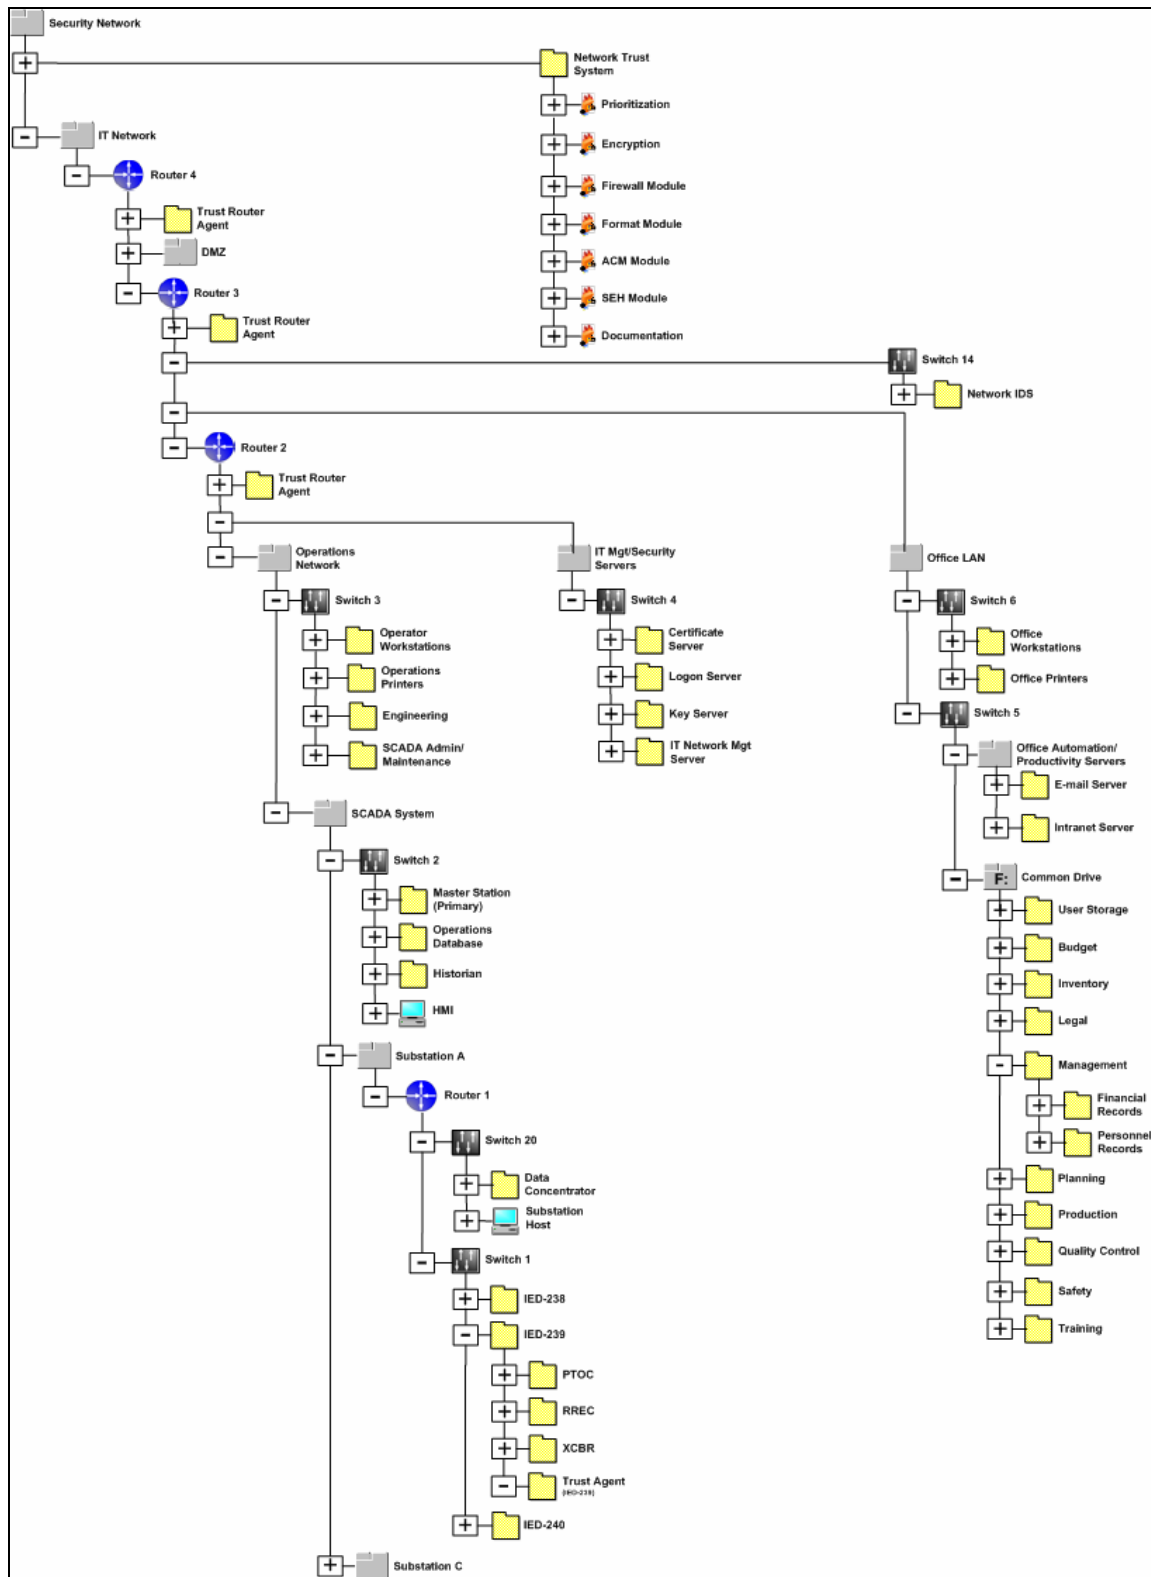 Security Network
Network Trust
System
Prioritization
IT Network
Encryption
Router 4
Firewall Module
Trust Router
Agent
Format Module
DMZ
ACM Module
Router 3
SEH Module
Trust Router
Agent
Documentation
Switch 14
Network IDS
Router 2
Trust Router
Agent
Operations
Network
IT Mgt/Security
Servers
Office LAN
Switch 3
Switch 4
Switch 6
Operator
Workstations
Certificate
Server
Office
Workstations
Operations
Printers
Logon Server
Office Printers
Engineering
Key Server
Switch 5
SCADA Admin/
Maintenance
IT Network Mgt
Server
Office Automation/
Productivity Servers
E-mail Server
SCADA System
Intranet Server
Switch 2
F: Common Drive
Master Station
(Primary)
User Storage
Operations
Database
Budget
Historian
Inventory
HMI
Legal
Substation A
Management
Router 1
Financial
Records
Switch 20
Personnel
Records
Data
Concentrator
Planning
Substation
Host
Production
Switch 1
Quality Control
IED-238
Safety
IED-239
Training
PTOC
RREC
XCBR
Trust Agent
(IED-239)
IED-240
Substation C